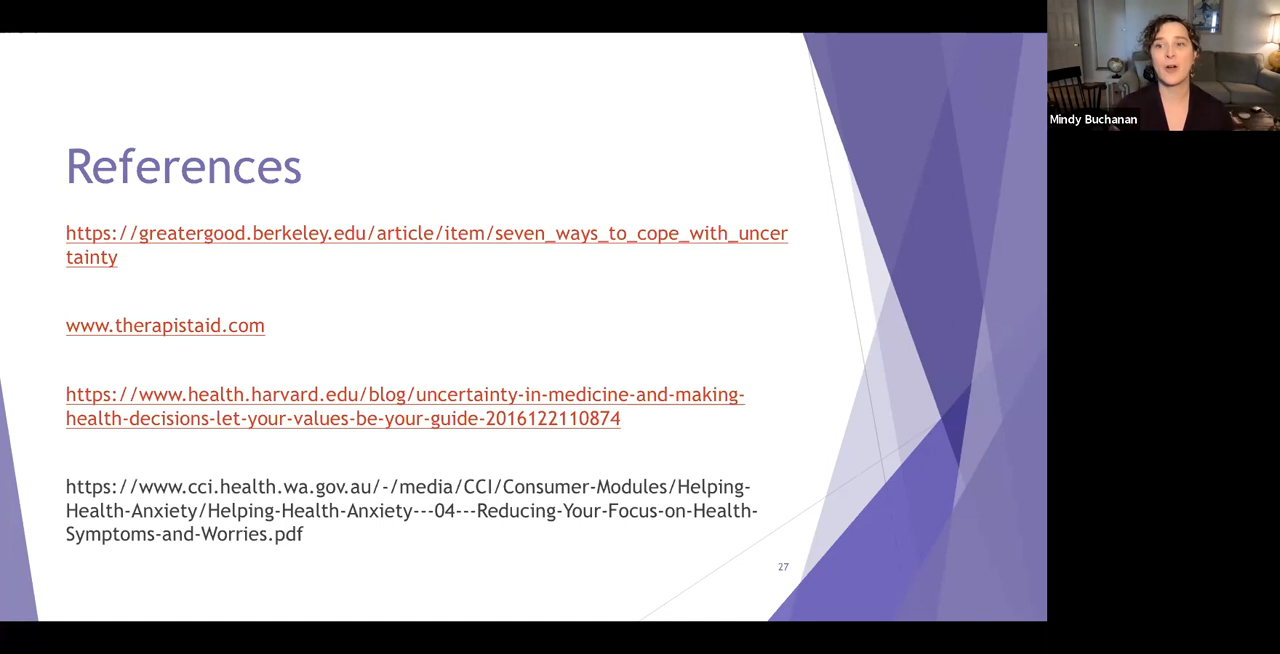 References
https://greatergood.berkeley.edu/article/item/seven_ways_to_cope_with_uncer
tainty
www.therapistaid.com
https://www.health.harvard.edu/blog/uncertainty-in-medicine-and-making-
health-decisions-let-your-values-be-your-guide-2016122110874
https://www.cci.health.wa.gov.au/-/media/CCI/Consumer-Modules/Helping-
Health-Anxiety/Helping-Health-Anxiety---04---Reducing-Your-Focus-on-Health-
Symptoms-and-Worries.pdf
27
Mindy Buchanan